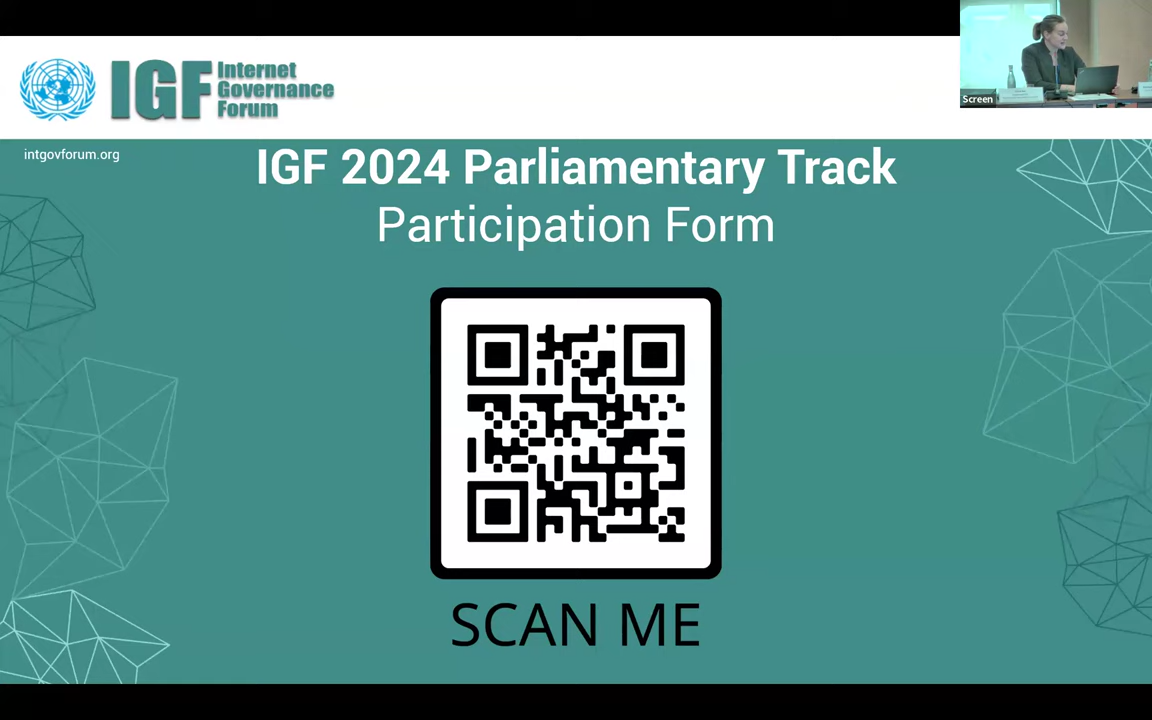 IGF
Internet
Governance
Forum
Screen
intgovforum.org
IGF 2024 Parliamentary Track
Participation Form
SCAN ME